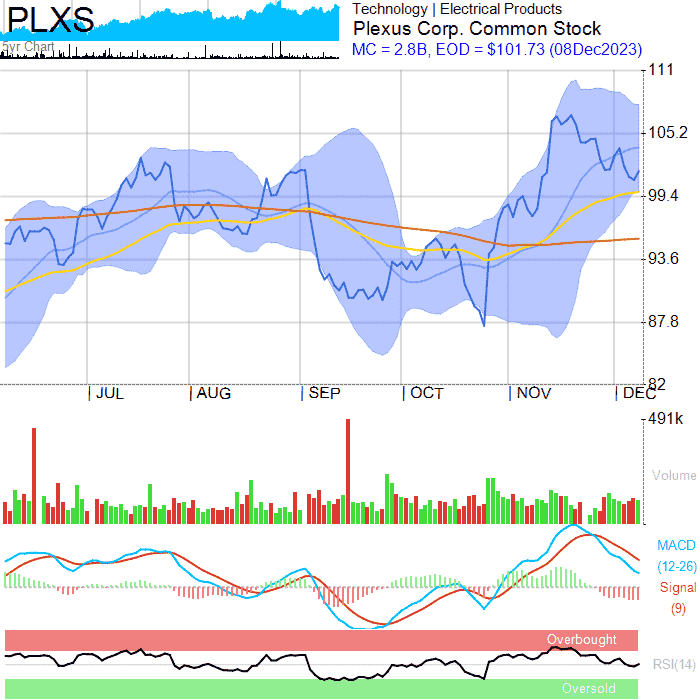 PLXS
5yr Chart
Technology | Electrical Products
Plexus Corp. Common Stock
MC = 2.8B, EOD = $101.73 (08Dec2023)
111
105.2
99.4
93.6
87.8
82
| JUL | AUG | SEP | OCT | NOV | DEC
491k
Volume
MACD
(12-26)
Signal
(9)
Overbought
RSI(14)
Oversold